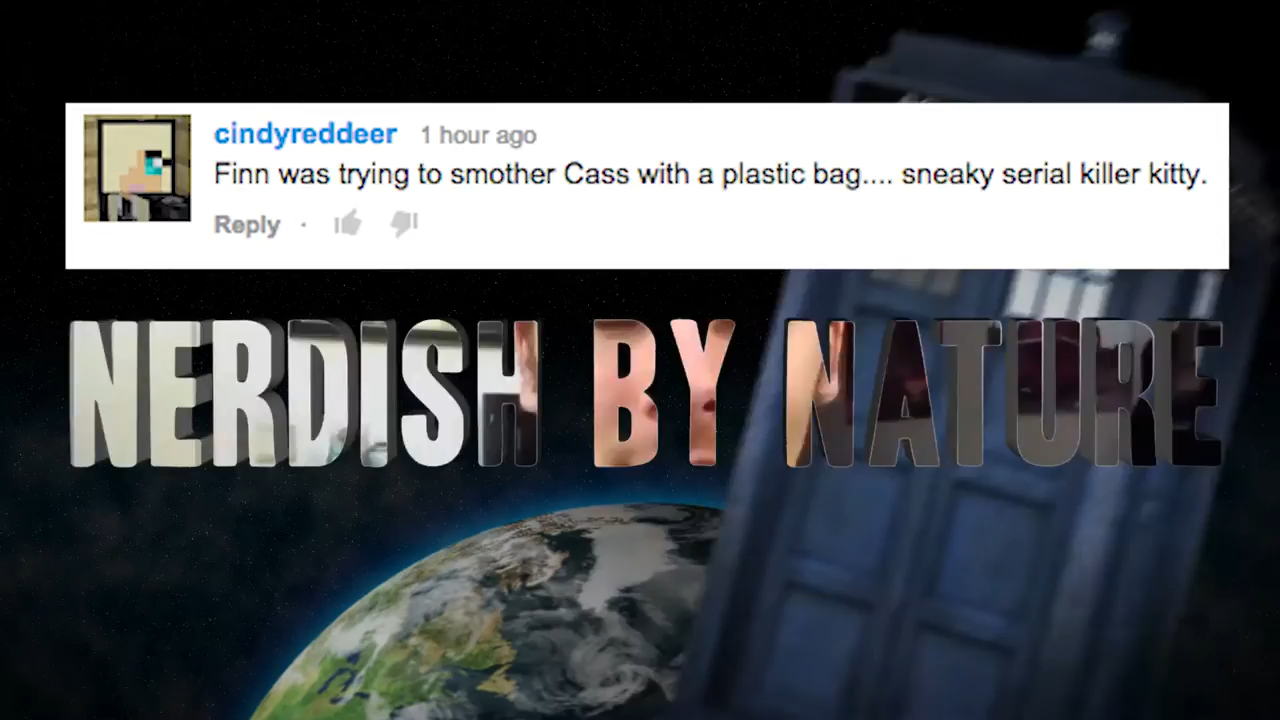 cindyreddeer 1 hour ago
Finn was trying to smother Cass with a plastic bag.... sneaky serial killer kitty.
Reply ·
NERDISH BY NATURE